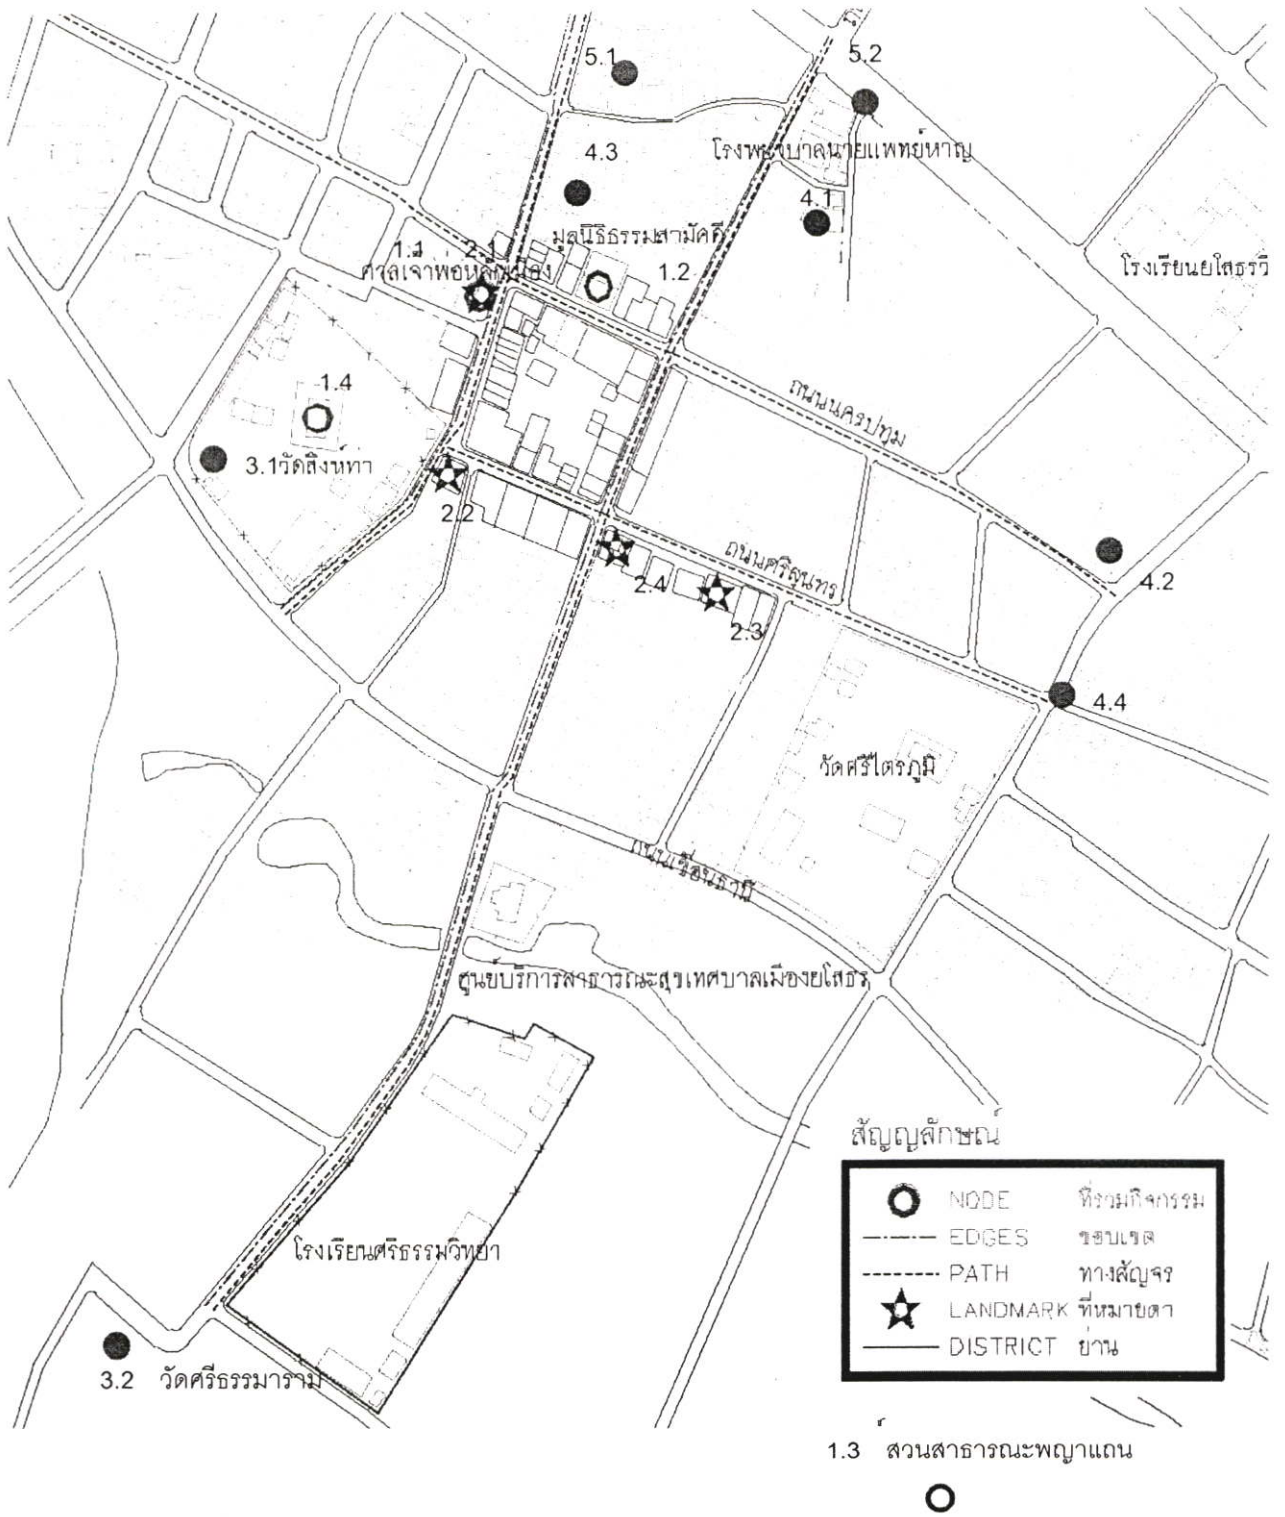 5.1
5.2
โรงพยาบาลนายแพทย์หาญ
4.3
4.1
มูลนิธิธรรมสามัคคี
1.1
2.1
ศาลเจ้าพ่อหลักเมือง
1.2
โรงเรียนยโสธรวิ
1.4
ถนนนครปทุม
3.1วัดสิงห์ท่า
2.2
ถนนศรีสุนทร
2.4
2.3
4.2
4.4
วัดศรีไตรภูมิ
ศูนย์บริการสาธารณะสุขเทศบาลเมืองยโสธร
สัญญลักษณ์
NODE ที่รวมกิจกรรม
EDGES ขอบเขต
PATH ทางสัญจร
LANDMARK ที่หมายตา
DISTRICT ย่าน
โรงเรียนศรีธรรมวิทยา
3.2 วัดศรีธรรมาราม
1.3 สวนสาธารณะพญาแถน